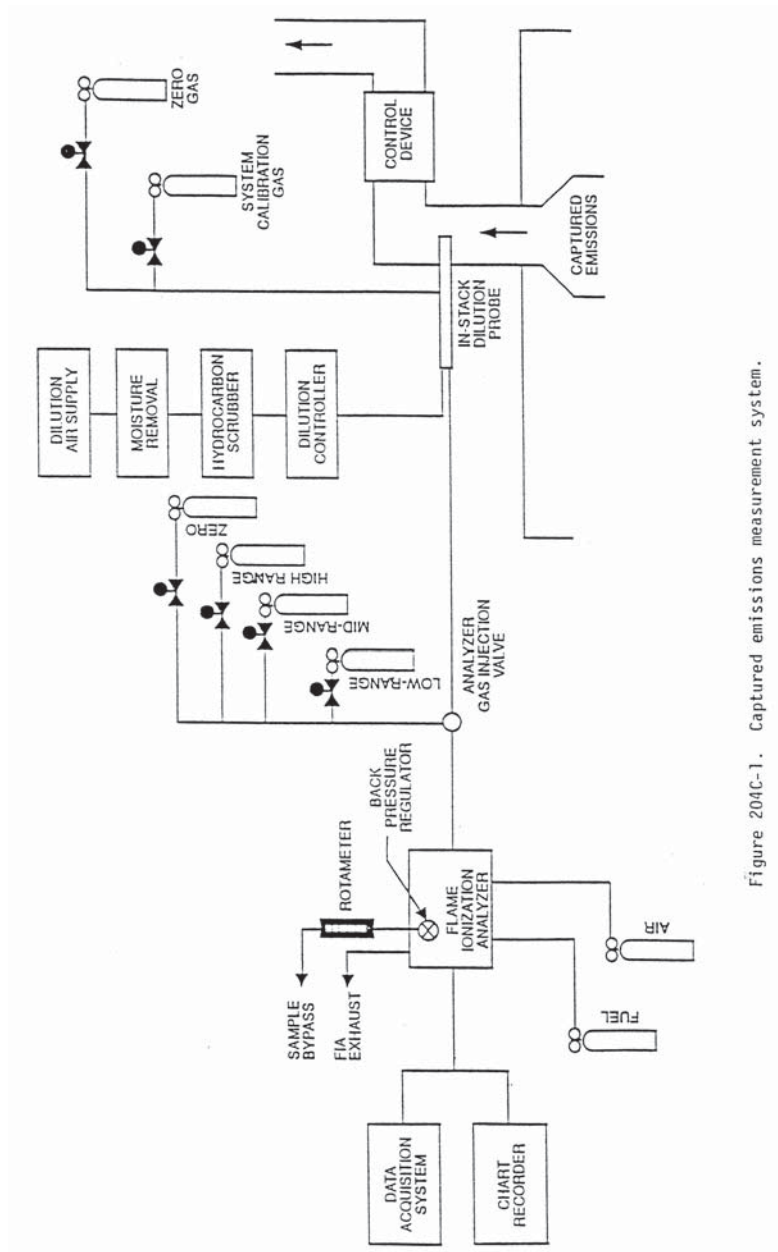 ZERO
GAS
SYSTEM
CALIBRATION
GAS
CONTROL
DEVICE
CAPTURED
EMISSIONS
IN-STACK
DILUTION
PROBE
DILUTION
AIR SUPPLY
MOISTURE
REMOVAL
HYDROCARBON
SCRUBBER
DILUTION
CONTROLLER
ZERO
HIGH RANGE
MID-RANGE
LOW-RANGE
ANALYZER
GAS INJECTION
VALVE
BACK
PRESSURE
REGULATOR
ROTAMETER
SAMPLE
BYPASS
FIA
EXHAUST
FLAME
IONIZATION
ANALYZER
AIR
FUEL
DATA
ACQUISITION
SYSTEM
CHART
RECORDER
Figure 204C-1. Captured emissions measurement system.